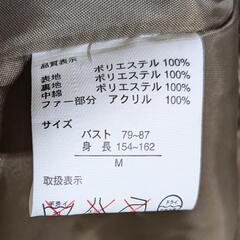 品質表示
表地 ポリエステル 100%
裏地 ポリエステル 100%
中綿 ポリエステル 100%
ファー部分 アクリル 100%
サイズ
バスト 79~87
身長 154~162
M
取扱表示
ドライ